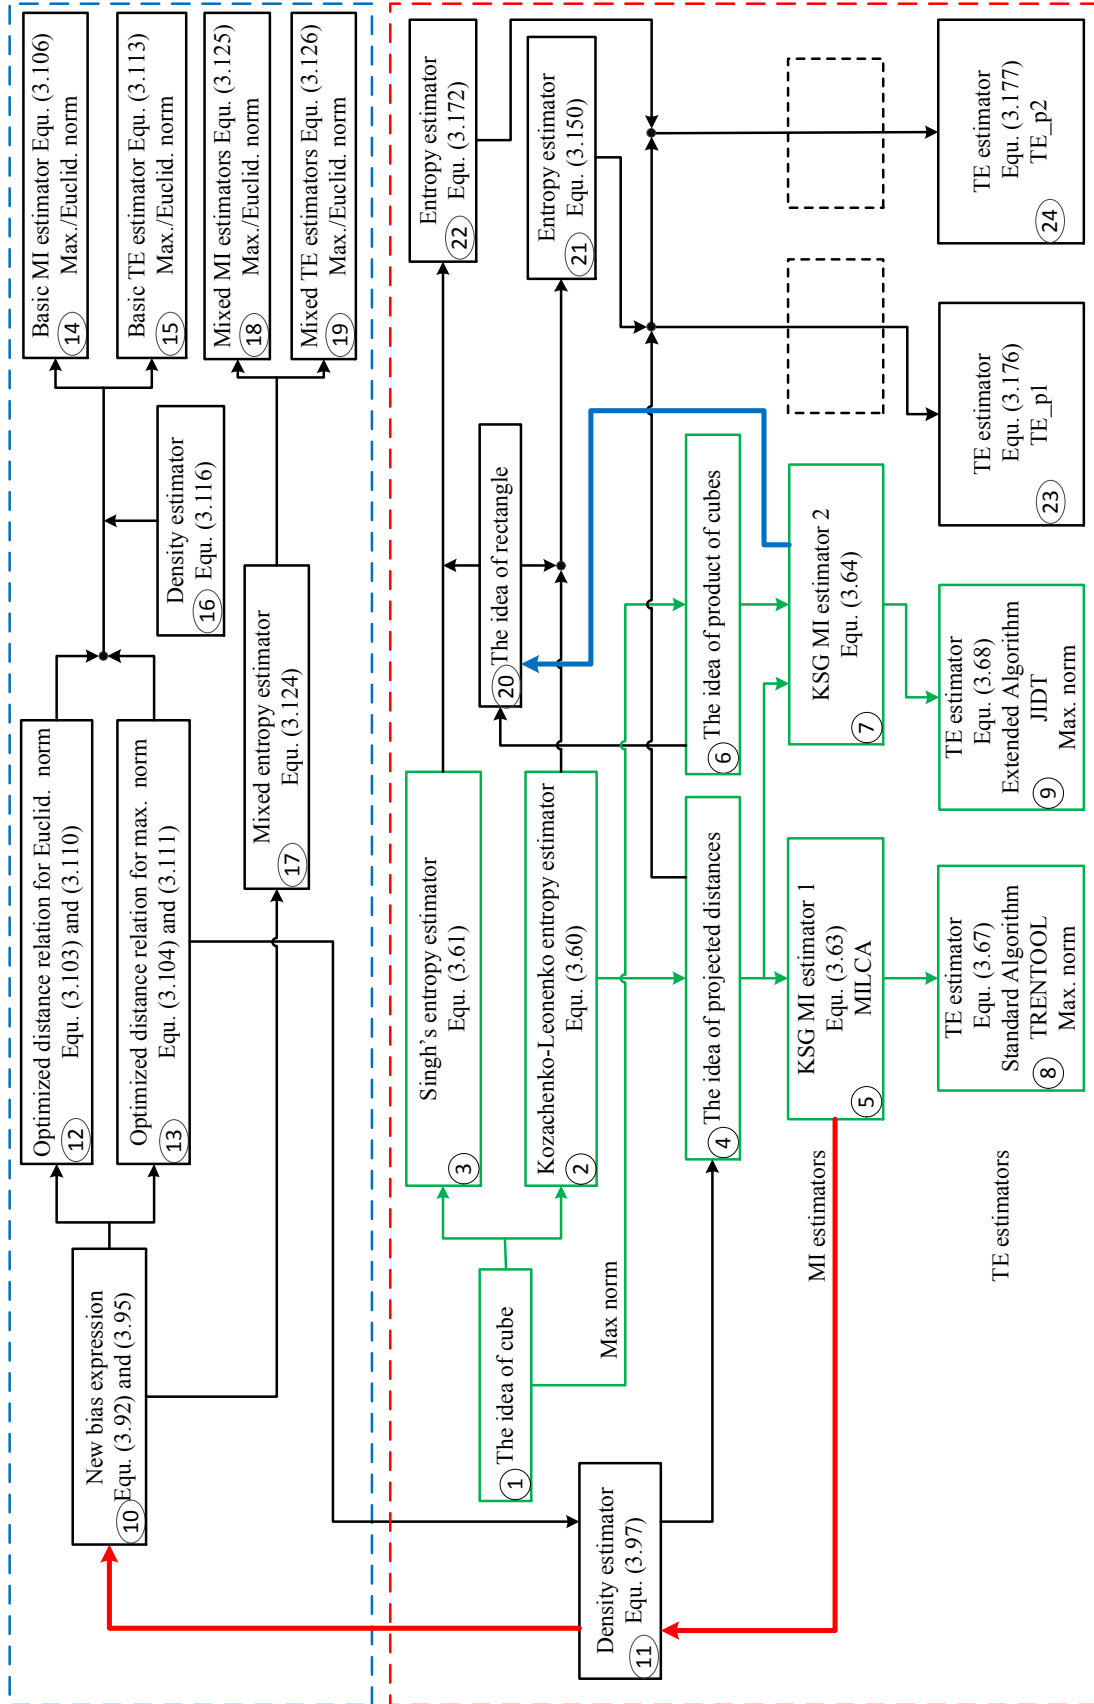 New bias expression
Equ. (3.92) and (3.95)
10
Optimized distance relation for Euclid. norm
Equ. (3.103) and (3.110)
12
Optimized distance relation for max. norm
Equ. (3.104) and (3.111)
13
Density estimator
Equ. (3.116)
16
Mixed entropy estimator
Equ. (3.124)
17
Basic MI estimator Equ. (3.106)
Max./Euclid. norm
14
Basic TE estimator Equ. (3.113)
Max./Euclid. norm
15
Mixed MI estimators Equ. (3.125)
Max./Euclid. norm
18
Mixed TE estimators Equ. (3.126)
Max./Euclid. norm
19
Density estimator
Equ. (3.97)
11
The idea of cube
1
Max norm
Singh's entropy estimator
Equ. (3.61)
3
Kozachenko-Leonenko entropy estimator
Equ. (3.60)
2
The idea of rectangle
20
Entropy estimator
Equ. (3.172)
22
Entropy estimator
Equ. (3.150)
21
The idea of projected distances
4
The idea of product of cubes
6
MI estimators
KSG MI estimator 1
Equ. (3.63)
MILCA
5
KSG MI estimator 2
Equ. (3.64)
7
TE estimators
TE estimator
Equ. (3.67)
Standard Algorithm
TRENTOOL
Max. norm
8
TE estimator
Equ. (3.68)
Extended Algorithm
JIDT
Max. norm
9
TE estimator
Equ. (3.176)
TE_p1
23
TE estimator
Equ. (3.177)
TE_p2
24